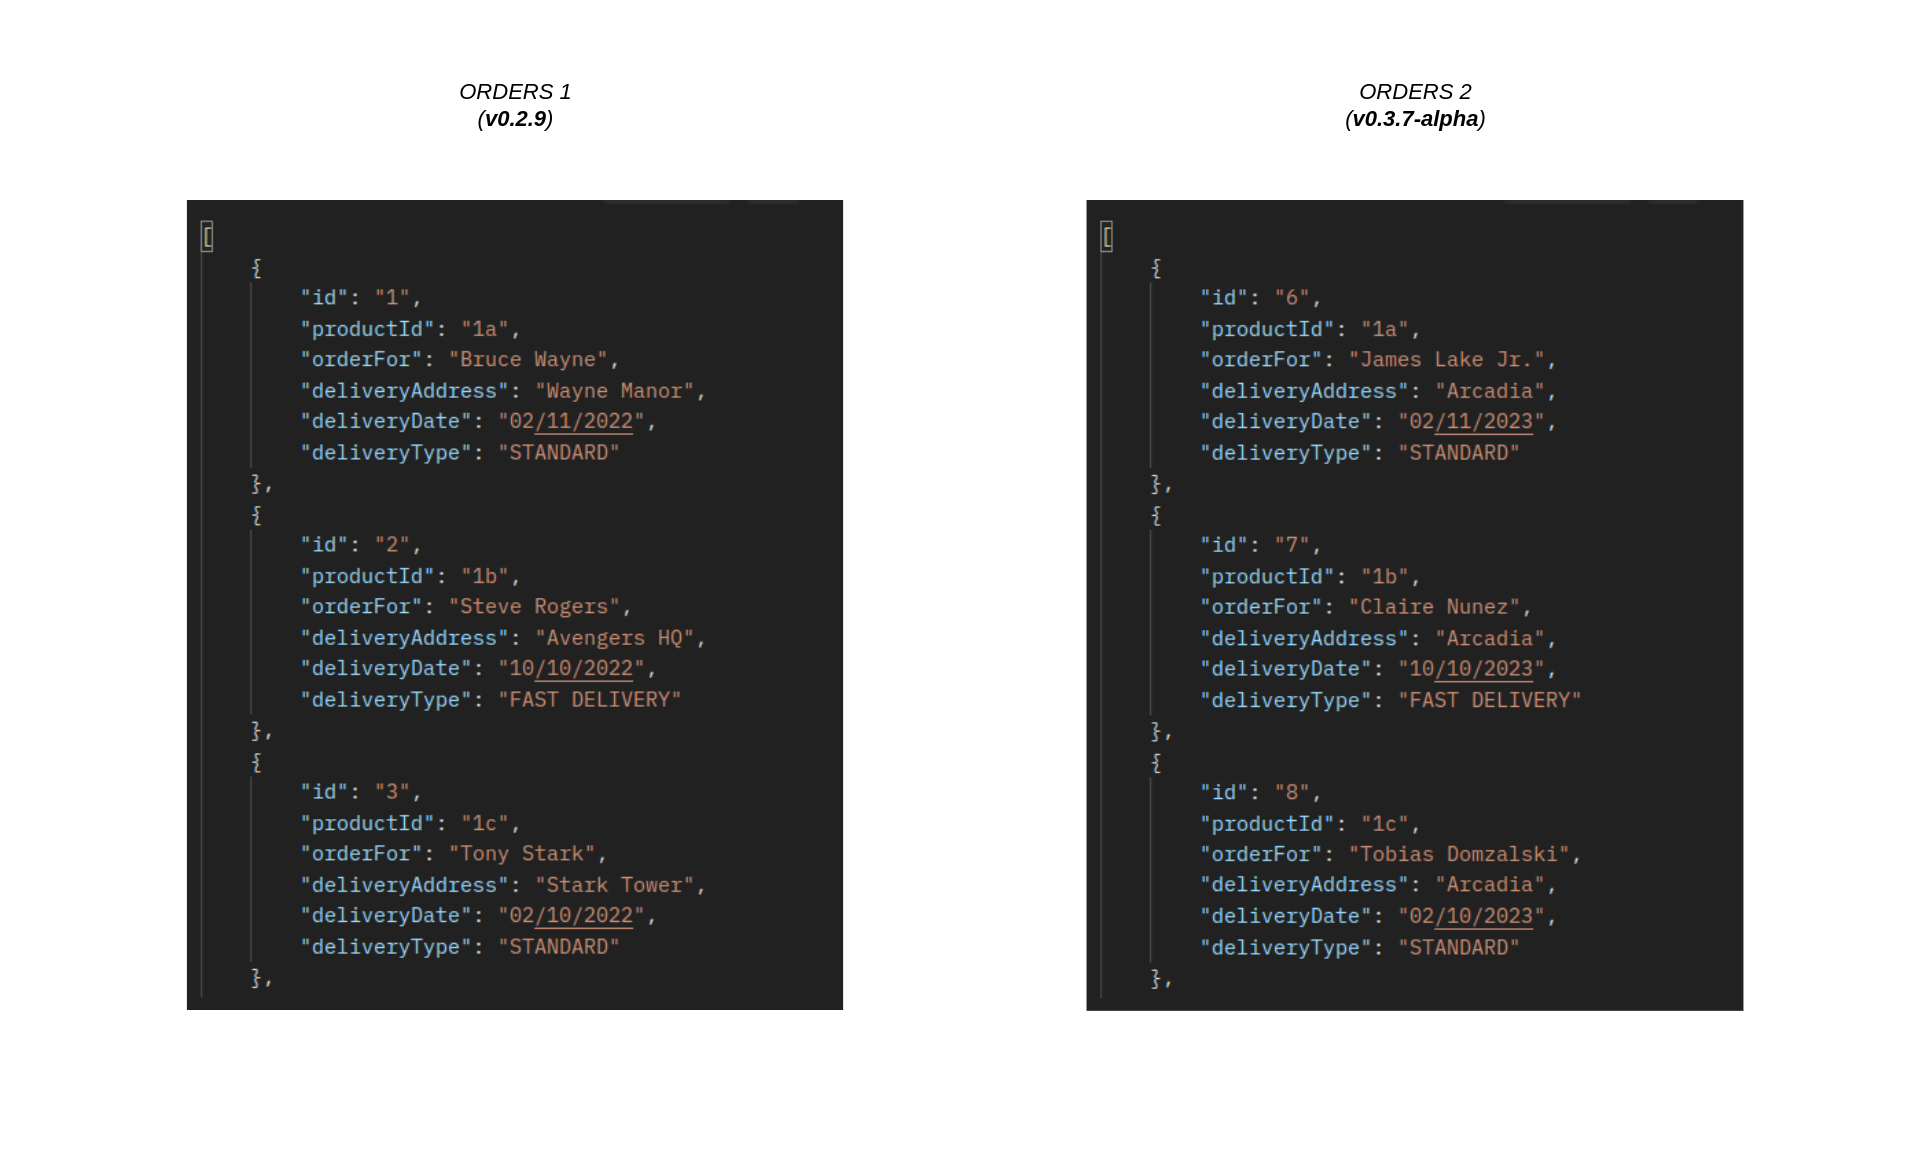 ORDERS 1
(v0.2.9)
[
{
"id": "1",
"productId": "1a",
"orderFor": "Bruce Wayne",
"deliveryAddress": "Wayne Manor",
"deliveryDate": "02/11/2022",
"deliveryType": "STANDARD"
},
{
"id": "2",
"productId": "1b",
"orderFor": "Steve Rogers",
"deliveryAddress": "Avengers HQ",
"deliveryDate": "10/10/2022",
"deliveryType": "FAST DELIVERY"
},
{
"id": "3",
"productId": "1c",
"orderFor": "Tony Stark",
"deliveryAddress": "Stark Tower",
"deliveryDate": "02/10/2022",
"deliveryType": "STANDARD"
},
ORDERS 2
(v0.3.7-alpha)
[
{
"id": "6",
"productId": "1a",
"orderFor": "James Lake Jr.",
"deliveryAddress": "Arcadia",
"deliveryDate": "02/11/2023",
"deliveryType": "STANDARD"
},
{
"id": "7",
"productId": "1b",
"orderFor": "Claire Nunez",
"deliveryAddress": "Arcadia",
"deliveryDate": "10/10/2023",
"deliveryType": "FAST DELIVERY"
},
{
"id": "8",
"productId": "1c",
"orderFor": "Tobias Domzalski",
"deliveryAddress": "Arcadia",
"deliveryDate": "02/10/2023",
"deliveryType": "STANDARD"
},